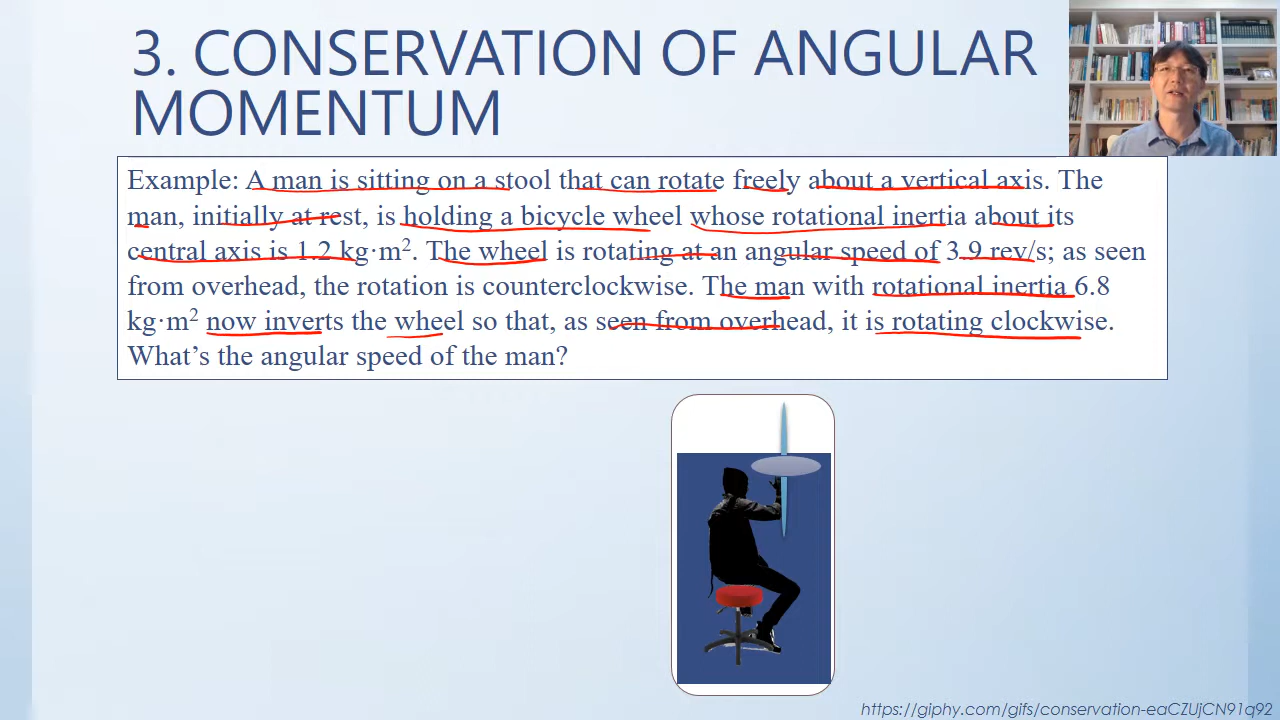 3. CONSERVATION OF ANGULAR
MOMENTUM
Example: A man is sitting on a stool that can rotate freely about a vertical axis. The
man, initially at rest, is holding a bicycle wheel whose rotational inertia about its
central axis is 1.2 kg·m². The wheel is rotating at an angular speed of 3.9 rev/s; as seen
from overhead, the rotation is counterclockwise. The man with rotational inertia 6.8
kg·m² now inverts the wheel so that, as seen from overhead, it is rotating clockwise.
What’s the angular speed of the man?
https://giphy.com/gifs/conservation-eaCZUjCN91q92